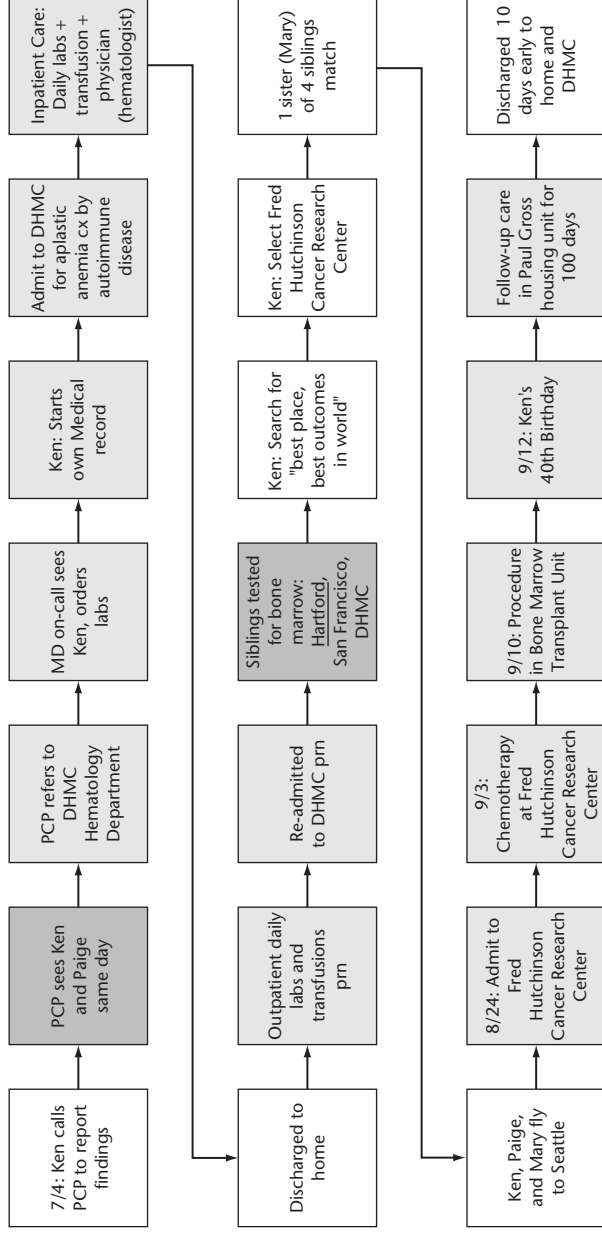 7/4: Ken calls
PCP to report
findings
PCP sees Ken
and Paige
same day
PCP refers to
DHMC
Hematology
Department
MD on-call sees
Ken, orders
labs
Ken: Starts
own Medical
record
Admit to DHMC
for aplastic
anemia cx by
autoimmune
disease
Inpatient Care:
Daily labs +
transfusion +
physician
(hematologist)
Discharged to
home
Outpatient daily
labs and
transfusions
prn
Re-admitted
to DHMC prn
Siblings tested
for bone
marrow:
Hartford,
San Francisco,
DHMC
Ken: Search for
"best place,
best outcomes
in world"
Ken: Select Fred
Hutchinson
Cancer Research
Center
1 sister (Mary)
of 4 siblings
match
Ken, Paige,
and Mary fly
to Seattle
8/24: Admit to
Fred
Hutchinson
Cancer Research
Center
9/3:
Chemotherapy
at Fred
Hutchinson
Cancer Research
Center
9/10: Procedure
in Bone Marrow
Transplant Unit
9/12: Ken's
40th Birthday
Follow-up care
in Paul Gross
housing unit for
100 days
Discharged 10
days early to
home and
DHMC